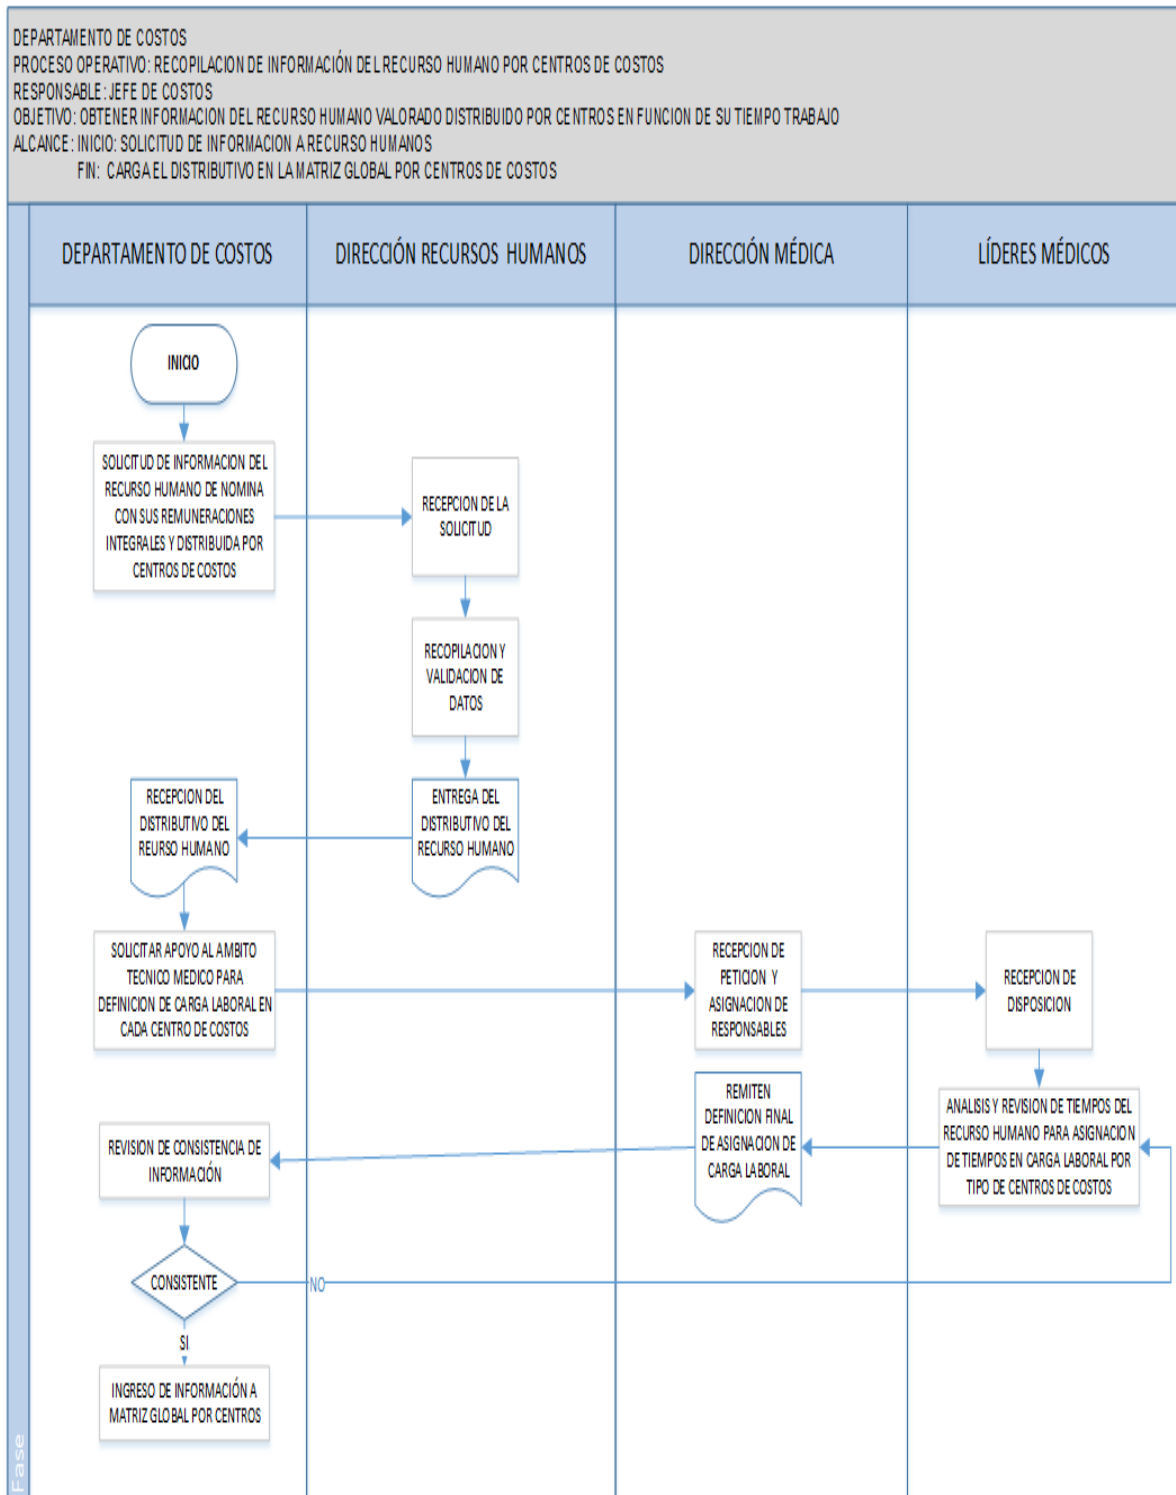 DEPARTAMENTO DE COSTOS
PROCESO OPERATIVO: RECOPILACION DE INFORMACIÓN DEL RECURSO HUMANO POR CENTROS DE COSTOS
RESPONSABLE: JEFE DE COSTOS
OBJETIVO: OBTENER INFORMACION DEL RECURSO HUMANO VALORADO DISTRIBUIDO POR CENTROS EN FUNCION DE SU TIEMPO TRABAJO
ALCANCE: INICIO: SOLICITUD DE INFORMACION A RECURSO HUMANOS
FIN: CARGA EL DISTRIBUTIVO EN LA MATRIZ GLOBAL POR CENTROS DE COSTOS
DEPARTAMENTO DE COSTOS
DIRECCIÓN RECURSOS HUMANOS
DIRECCIÓN MÉDICA
LÍDERES MÉDICOS
INICIO
SOLICITUD DE INFORMACION DEL
RECURSO HUMANO DE NOMINA
CON SUS REMUNERACIONES
INTEGRALES Y DISTRIBUIDA POR
CENTROS DE COSTOS
RECEPCION DE LA
SOLICITUD
RECOPILACION Y
VALIDACION DE
DATOS
RECEPCION DEL
DISTRIBUTIVO DEL
REURSO HUMANO
ENTREGA DEL
DISTRIBUTIVO DEL
RECURSO HUMANO
SOLICITAR APOYO AL AMBITO
TECNICO MEDICO PARA
DEFINICION DE CARGA LABORAL EN
CADA CENTRO DE COSTOS
RECEPCION DE
PETICION Y
ASIGNACION DE
RESPONSABLES
RECEPCION DE
DISPOSICION
REMITEN
DEFINICION FINAL
DE ASIGNACION DE
CARGA LABORAL
ANALISIS Y REVISION DE TIEMPOS DEL
RECURSO HUMANO PARA ASIGNACION
DE TIEMPOS EN CARGA LABORAL POR
TIPO DE CENTROS DE COSTOS
REVISION DE CONSISTENCIA DE
INFORMACIÓN
CONSISTENTE
NO
SI
INGRESO DE INFORMACIÓN A
MATRIZ GLOBAL POR CENTROS
Fase